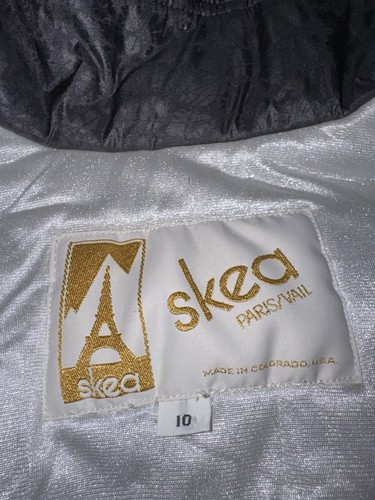 skea
skea
PARIS/VAIL
MADE IN COLORADO, U.S.A.
10